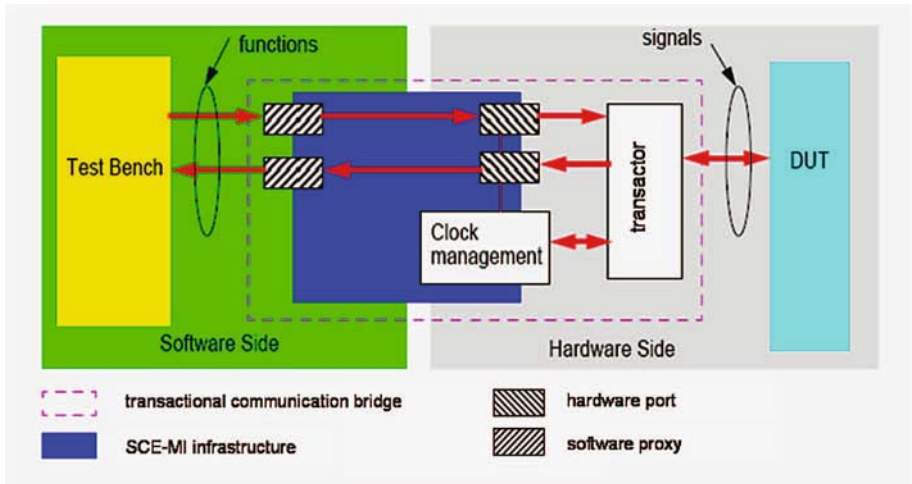 functions
signals
Test Bench
transactor
DUT
Clock
management
Software Side
Hardware Side
transactional communication bridge
hardware port
SCE-MI infrastructure
software proxy